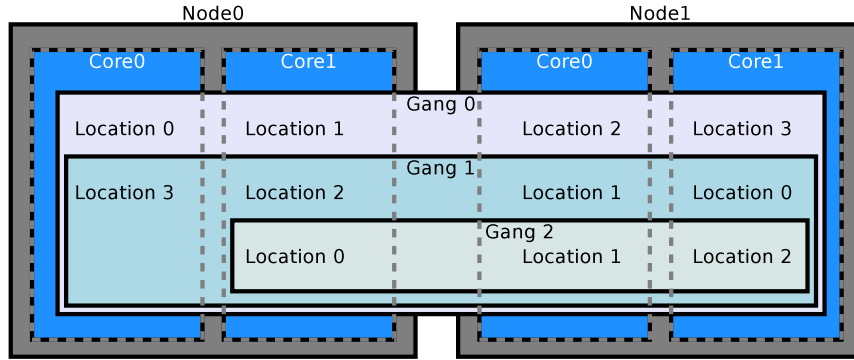 Node0 Node1
Core0 Core1 Core0 Core1
Gang 0
Location 0 Location 1 Location 2 Location 3
Gang 1
Location 3 Location 2 Location 1 Location 0
Gang 2
Location 0 Location 1 Location 2